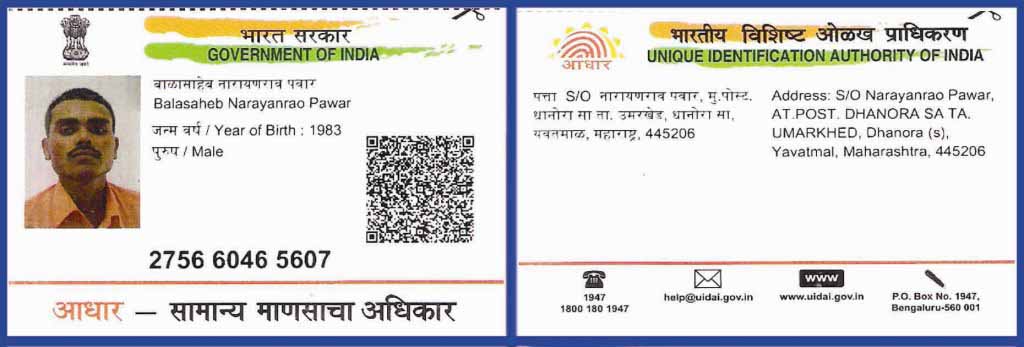 भारत सरकार
GOVERNMENT OF INDIA
बाळासाहेब नारायणराव पवार
Balasaheb Narayanrao Pawar
जन्म वर्ष / Year of Birth : 1983
पुरुष / Male
2756 6046 5607
आधार – सामान्य माणसाचा अधिकार
भारतीय विशिष्ट ओळख प्राधिकरण
UNIQUE IDENTIFICATION AUTHORITY OF INDIA
आधार
पत्ता S/O नारायणराव पवार, मु.पोस्ट.
धानोरा सा ता. उमरखेड, धानोरा सा,
यवतमाळ, महाराष्ट्र, 445206
Address: S/O Narayanrao Pawar,
AT.POST. DHANORA SA TA.
UMARKHED, Dhanora (s),
Yavatmal, Maharashtra, 445206
1947
1800 180 1947
help@uidai.gov.in
www
www.uidai.gov.in
P.O. Box No. 1947,
Bengaluru-560 001